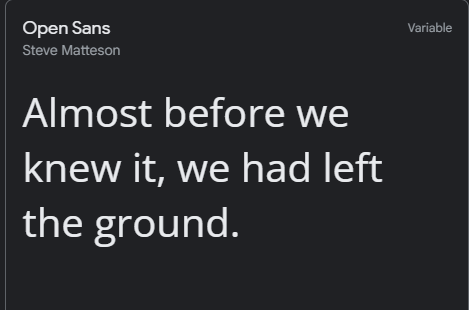 Open Sans
Variable
Steve Matteson
Almost before we
knew it, we had left
the ground.